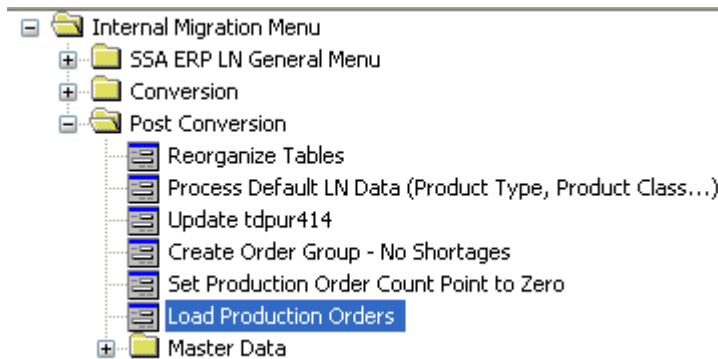 Internal Migration Menu
SSA ERP LN General Menu
Conversion
Post Conversion
Reorganize Tables
Process Default LN Data (Product Type, Product Class...)
Update tdpur414
Create Order Group - No Shortages
Set Production Order Count Point to Zero
Load Production Orders
Master Data